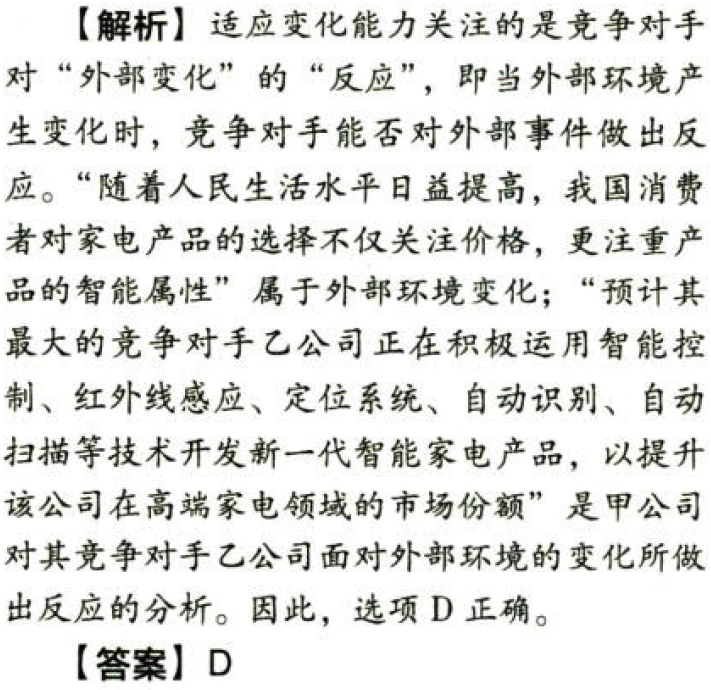 【解析】适应变化能力关注的是竞争对手
对“外部变化”的“反应”，即当外部环境产
生变化时，竞争对手能否对外部事件做出反
应。“随着人民生活水平日益提高，我国消费
者对家电产品的选择不仅关注价格，更注重产
品的智能属性”属于外部环境变化；“预计其
最大的竞争对手乙公司正在积极运用智能控
制、红外线感应、定位系统、自动识别、自动
扫描等技术开发新一代智能家电产品，以提升
该公司在高端家电领域的市场份额”是甲公司
对其竞争对手乙公司面对外部环境的变化所做
出反应的分析。因此，选项D正确。
【答案】D